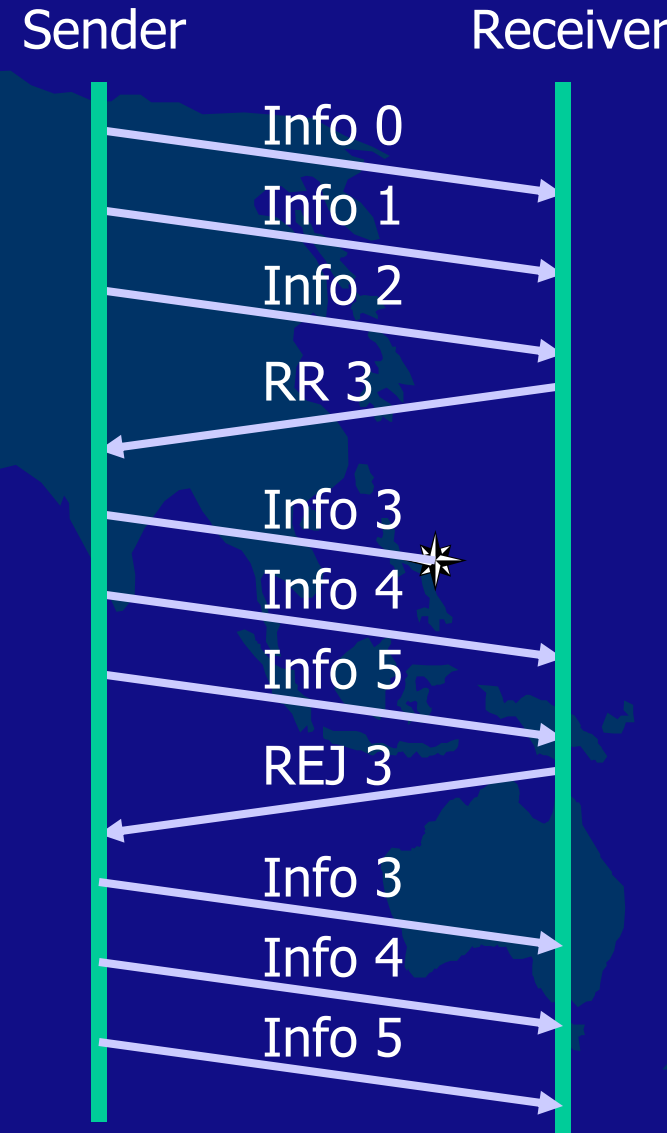 Sender
Receiver
Info 0
Info 1
Info 2
RR 3
Info 3
Info 4
Info 5
REJ 3
Info 3
Info 4
Info 5